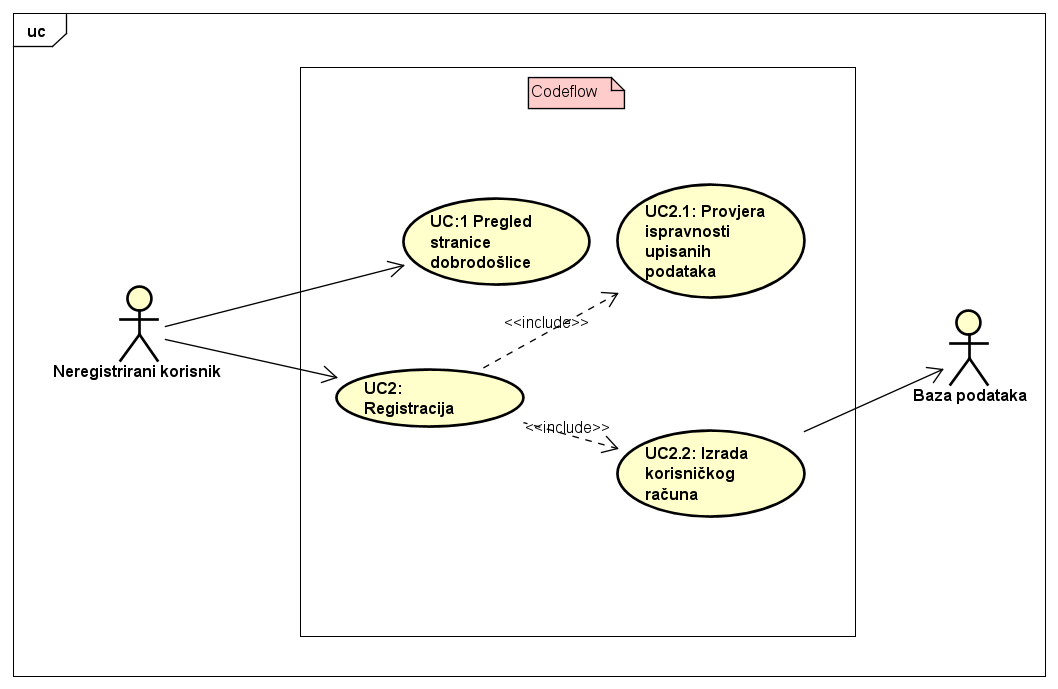 uc
Codeflow
UC:1 Pregled
stranice
dobrodošlice
UC2.1: Provjera
ispravnosti
upisanih
podataka
<<include>>
Neregistrirani korisnik
UC2:
Registracija
Baza podataka
<<include>>
UC2.2: Izrada
korisničkog
računa